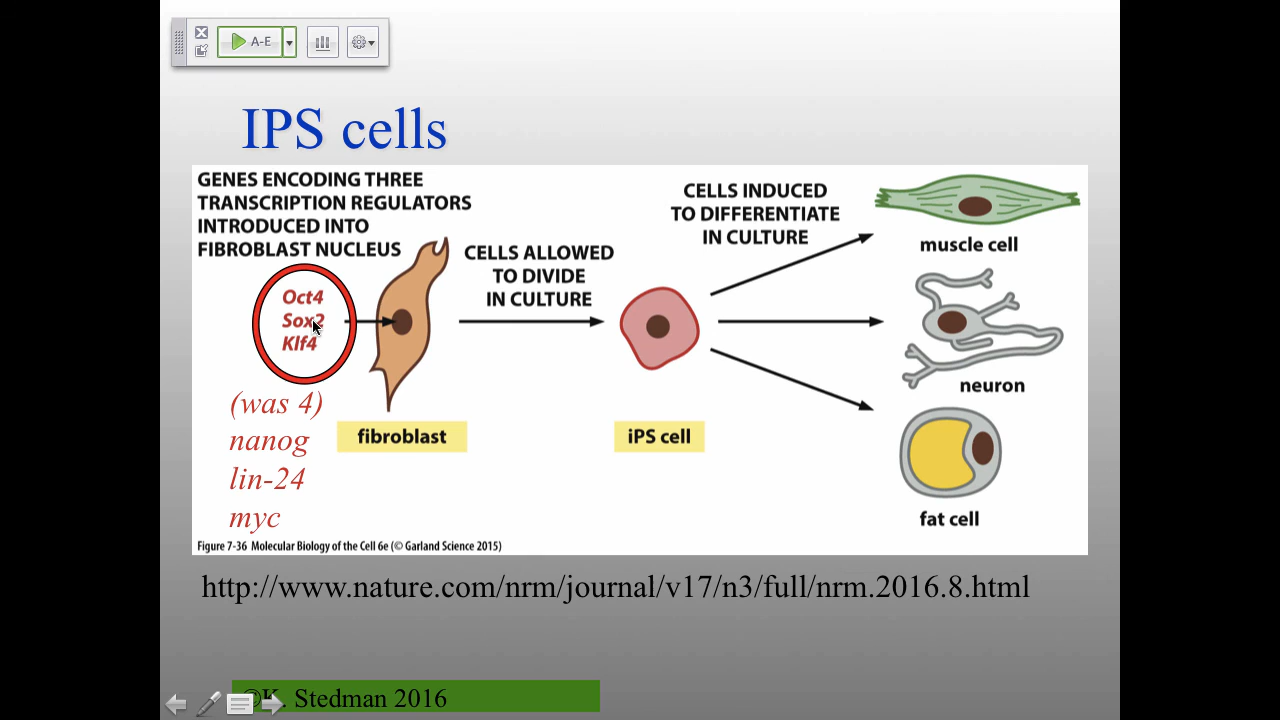 A-E
IPS cells
GENES ENCODING THREE
TRANSCRIPTION REGULATORS
INTRODUCED INTO
FIBROBLAST NUCLEUS
Oct4
Sox2
Klf4
(was 4)
nanog
lin-24
myc
fibroblast
CELLS ALLOWED
TO DIVIDE
IN CULTURE
iPS cell
CELLS INDUCED
TO DIFFERENTIATE
IN CULTURE
muscle cell
neuron
fat cell
Figure 7-36 Molecular Biology of the Cell 6e (© Garland Science 2015)
http://www.nature.com/nrm/journal/v17/n3/full/nrm.2016.8.html
©K. Stedman 2016